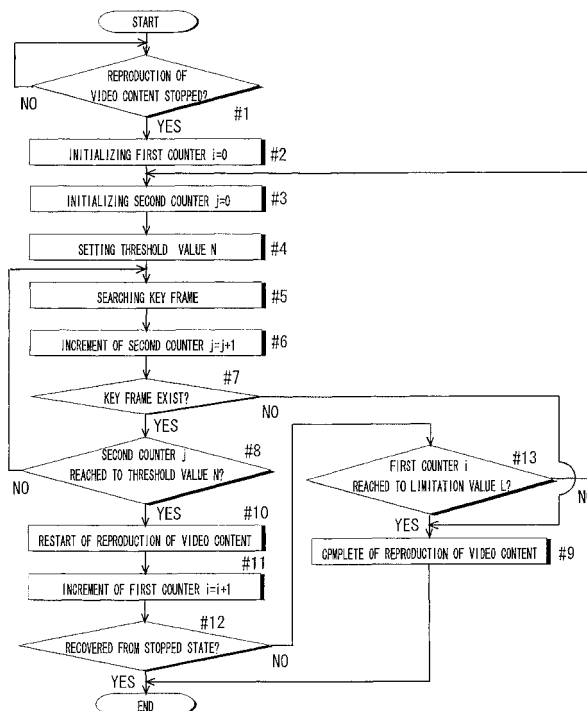 START
REPRODUCTION OF
VIDEO CONTENT STOPPED?
NO
#1
YES
INITIALIZING FIRST COUNTER i=0
#2
INITIALIZING SECOND COUNTER j=0
#3
SETTING THRESHOLD VALUE N
#4
SEARCHING KEY FRAME
#5
INCREMENT OF SECOND COUNTER j=j+1
#6
#7
KEY FRAME EXIST?
NO
YES
SECOND COUNTER j
REACHED TO THRESHOLD VALUE N?
#8
NO
YES
#10
RESTART OF REPRODUCTION OF VIDEO CONTENT
#11
INCREMENT OF FIRST COUNTER i=i+1
#12
RECOVERED FROM STOPPED STATE?
NO
YES
END
#13
FIRST COUNTER i
REACHED TO LIMITATION VALUE L?
NO
YES
CPMPLETE OF REPRODUCTION OF VIDEO CONTENT
#9